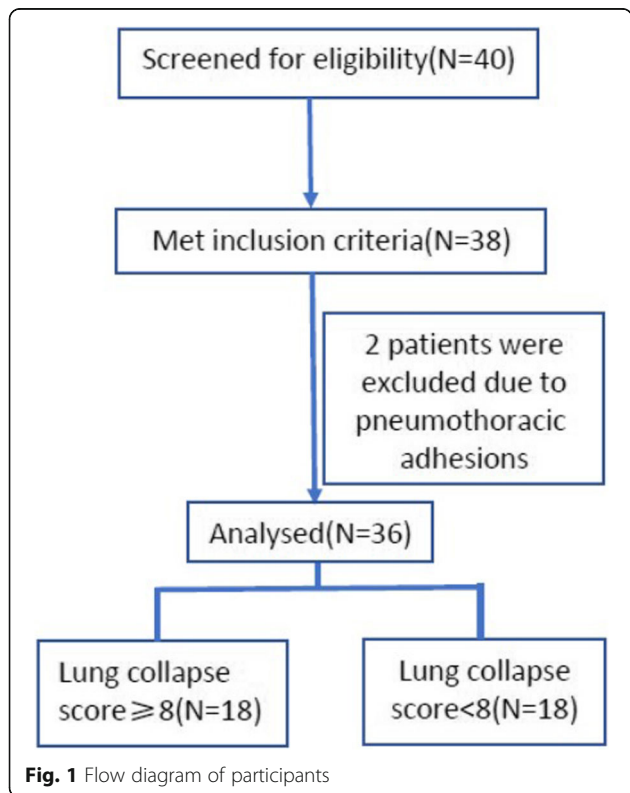 Screened for eligibility(N=40)
Met inclusion criteria(N=38)
2 patients were
excluded due to
pneumothoracic
adhesions
Analysed(N=36)
Lung collapse
score⩾8(N=18)
Lung collapse
score<8(N=18)
Fig. 1 Flow diagram of participants